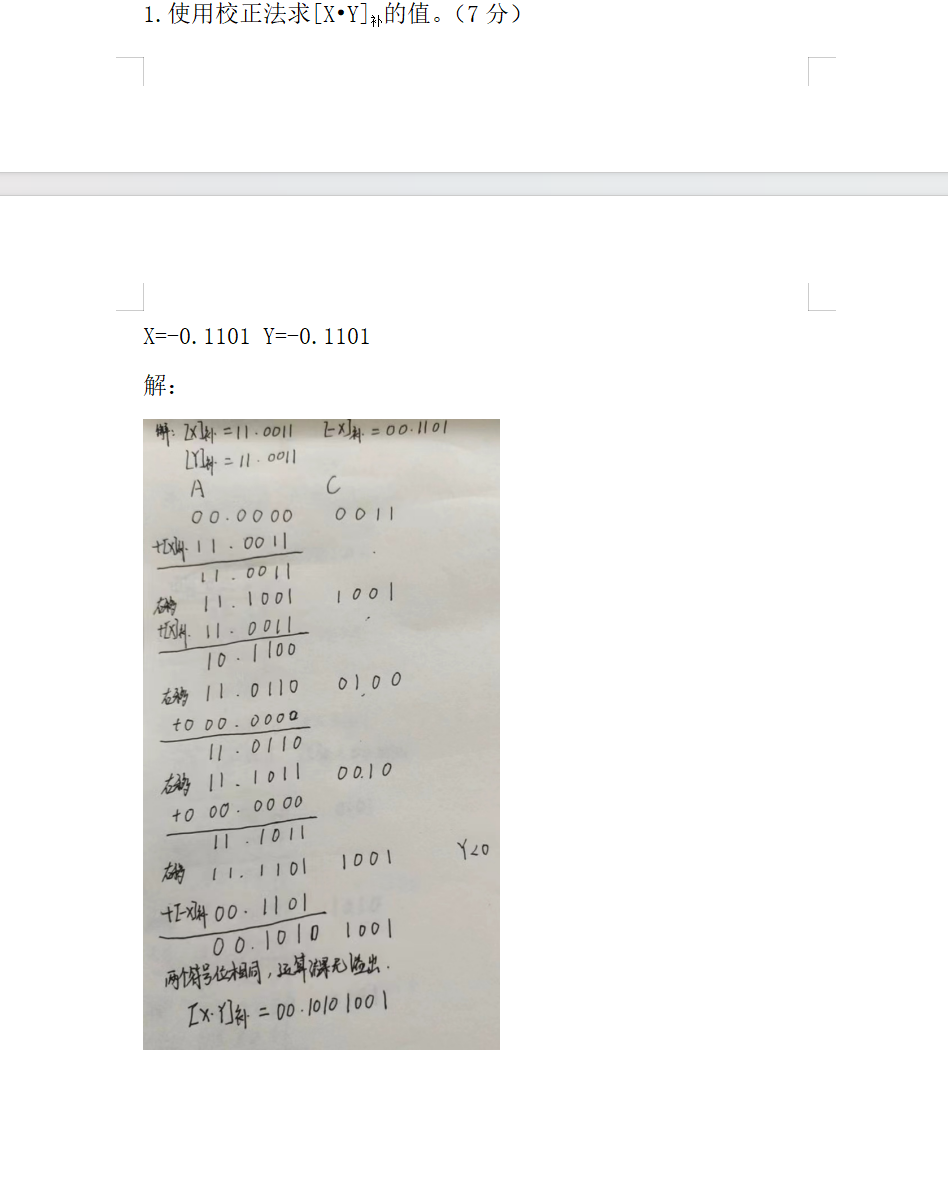 1.使用校正法求[X•Y]补的值。（7 分）
X=-0.1101 Y=-0.1101
解：
解: [X]补 = 11.0011 [-X]补 = 00.1101
[Y]补 = 11.0011
A C
00.0000 0011
+[X]补 11.0011
11.0011
右移 11.1001 1001
+[X]补 11.0011
10.1100
右移 11.0110 0100
+0 00.0000
11.0110
右移 11.1011 0010
+0 00.0000
11.1011
右移 11.1101 1001 Y<0
+[-X]补 00.1101
00.1010 1001
两个符号位相同，运算结果无溢出.
[X·Y]补 = 00.10101001